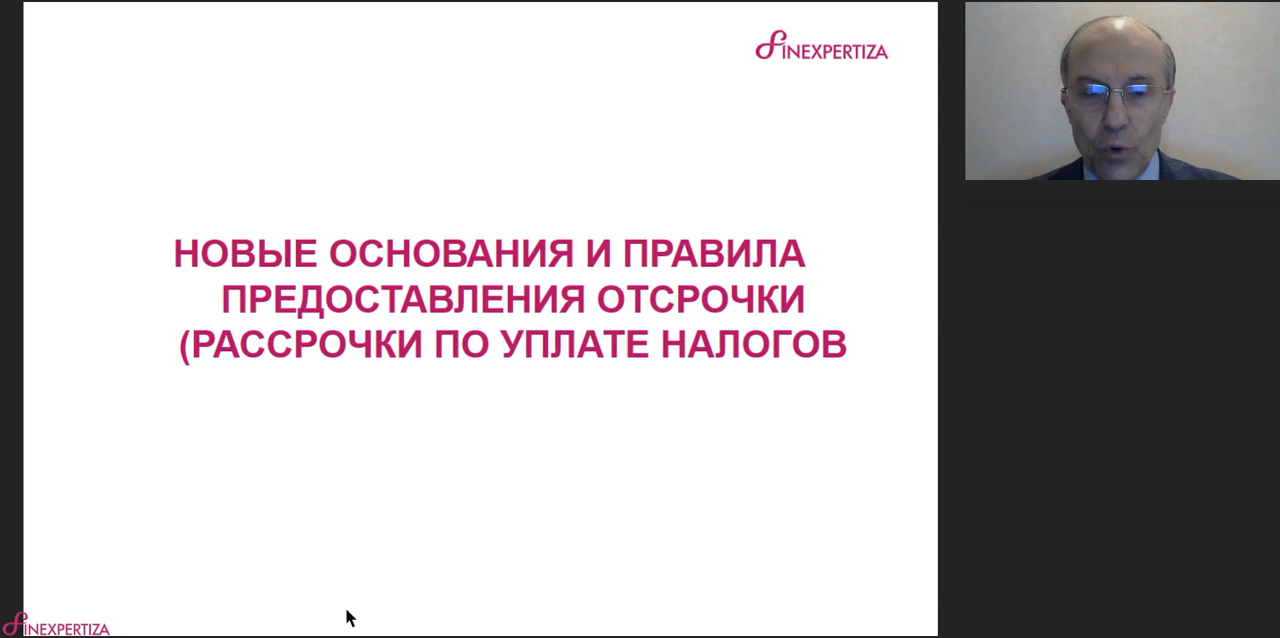 FINEXPERTIZA
НОВЫЕ ОСНОВАНИЯ И ПРАВИЛА
ПРЕДОСТАВЛЕНИЯ ОТСРОЧКИ
(РАССРОЧКИ ПО УПЛАТЕ НАЛОГОВ
FINEXPERTIZA